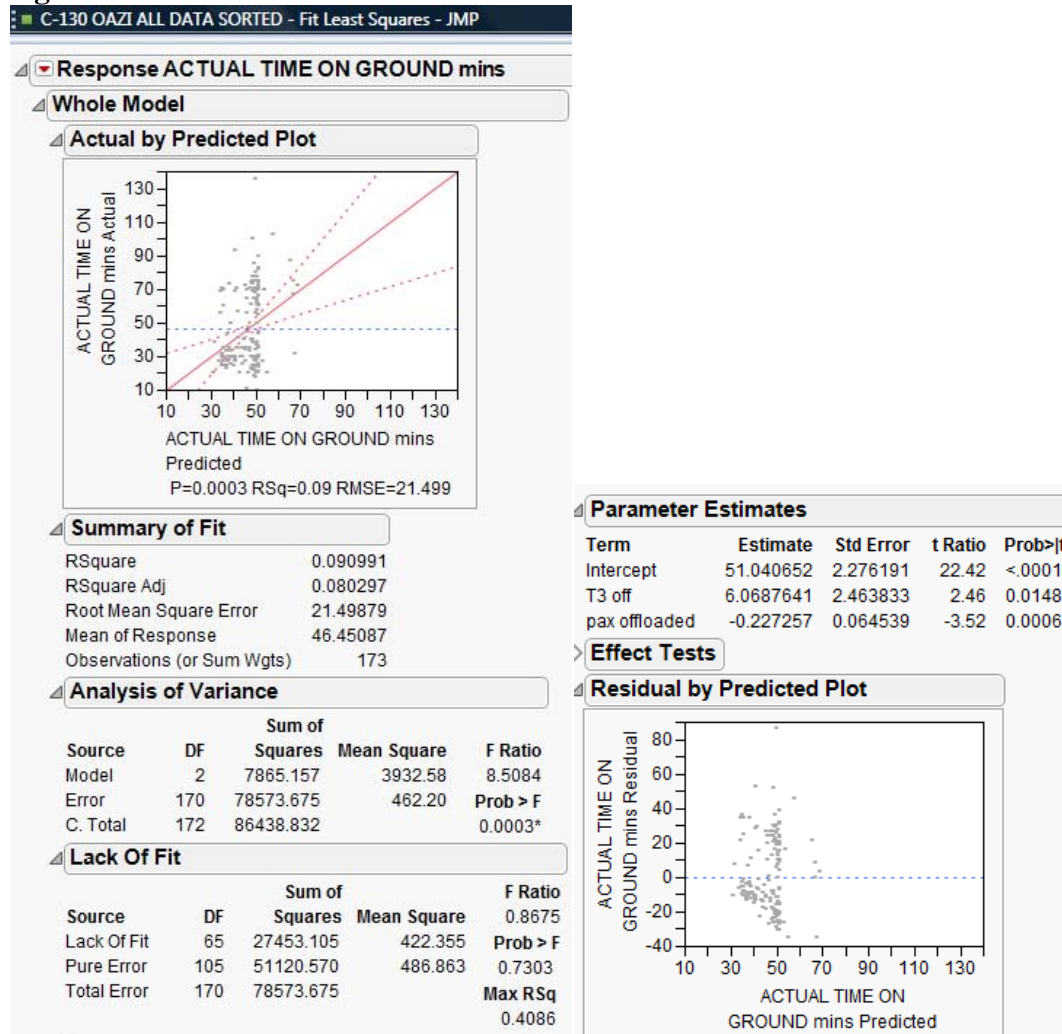 C-130 OAZI ALL DATA SORTED - Fit Least Squares - JMP
Response ACTUAL TIME ON GROUND mins
Whole Model
Actual by Predicted Plot
ACTUAL TIME ON
GROUND mins Actual
130
110
90
70
50
30
10
10 30 50 70 90 110 130
ACTUAL TIME ON GROUND mins
Predicted
P=0.0003 RSq=0.09 RMSE=21.499
Summary of Fit
RSquare 0.090991
RSquare Adj 0.080297
Root Mean Square Error 21.49879
Mean of Response 46.45087
Observations (or Sum Wgts) 173
Analysis of Variance
Sum of
Source DF Squares Mean Square F Ratio
Model 2 7865.157 3932.58 8.5084
Error 170 78573.675 462.20 Prob > F
C. Total 172 86438.832 0.0003*
Lack Of Fit
Sum of F Ratio
Source DF Squares Mean Square 0.8675
Lack Of Fit 65 27453.105 422.355 Prob > F
Pure Error 105 51120.570 486.863 0.7303
Total Error 170 78573.675 Max RSq
0.4086
Parameter Estimates
Term Estimate Std Error t Ratio Prob>|t
Intercept 51.040652 2.276191 22.42 <.0001
T3 off 6.0687641 2.463833 2.46 0.0148
pax offloaded -0.227257 0.064539 -3.52 0.0006
Effect Tests
Residual by Predicted Plot
ACTUAL TIME ON
GROUND mins Residual
80
60
40
20
0
-20
-40
10 30 50 70 90 110 130
ACTUAL TIME ON
GROUND mins Predicted